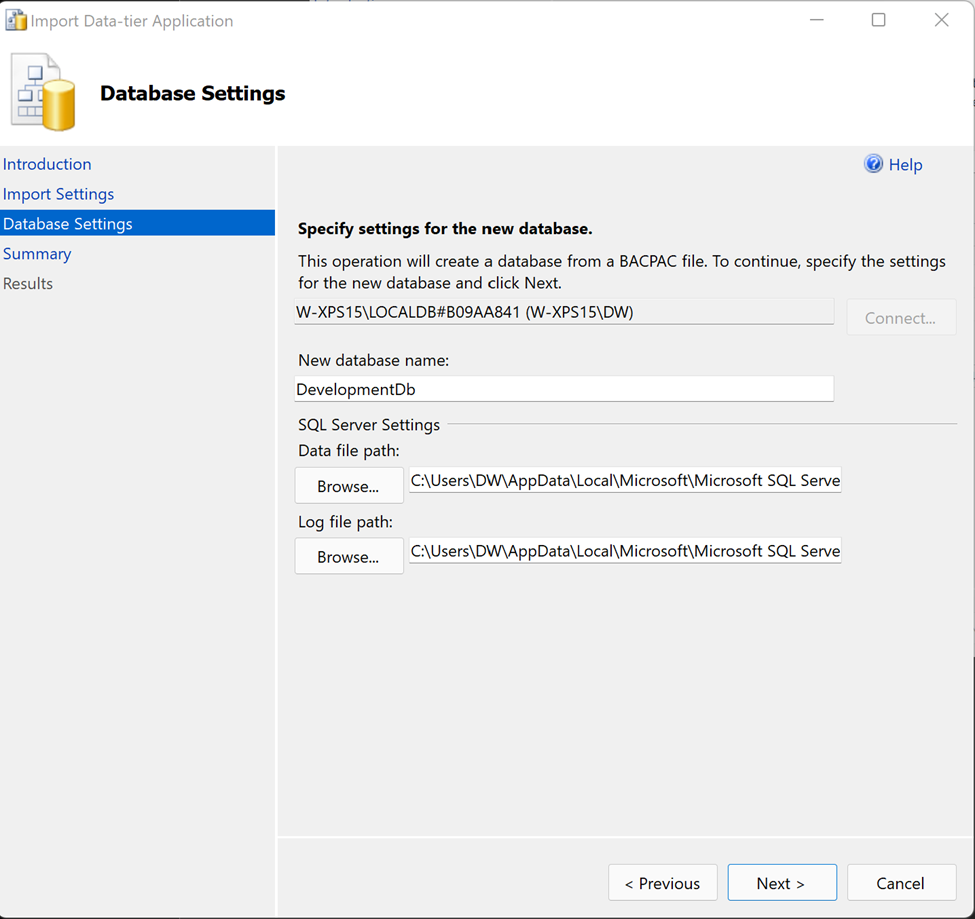 Import Data-tier Application
Database Settings
Introduction
Import Settings
Database Settings
Summary
Results
Help
Specify settings for the new database.
This operation will create a database from a BACPAC file. To continue, specify the settings
for the new database and click Next.
W-XPS15\LOCALDB#B09AA841 (W-XPS15\DW)
Connect...
New database name:
DevelopmentDb
SQL Server Settings
Data file path:
Browse...
C:\Users\DW\AppData\Local\Microsoft\Microsoft SQL Serve
Log file path:
Browse...
C:\Users\DW\AppData\Local\Microsoft\Microsoft SQL Serve
< Previous
Next >
Cancel